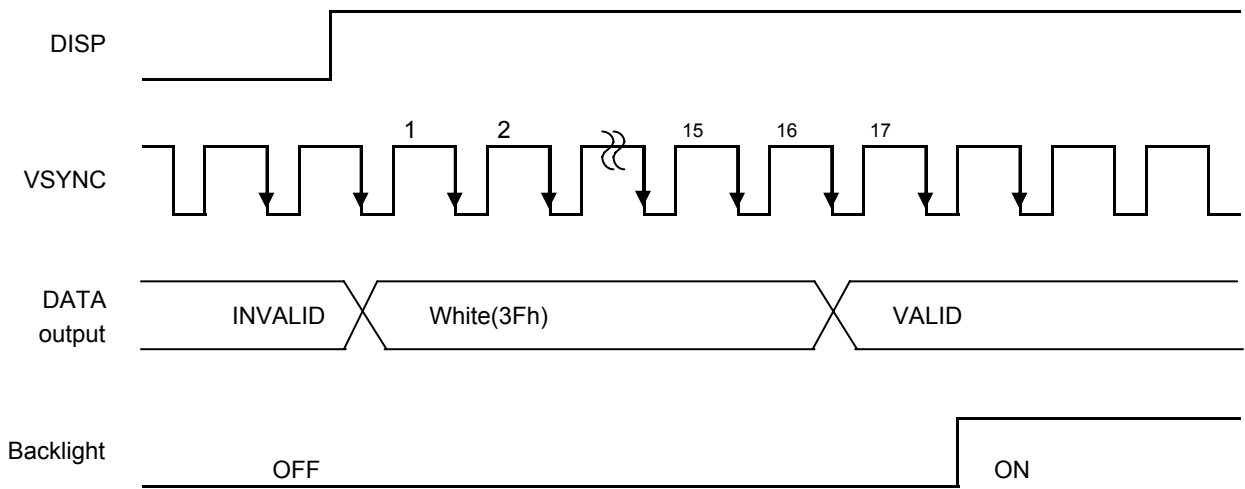 DISP
1 2 15 16 17
VSYNC
DATA
output
INVALID White(3Fh) VALID
Backlight
OFF ON